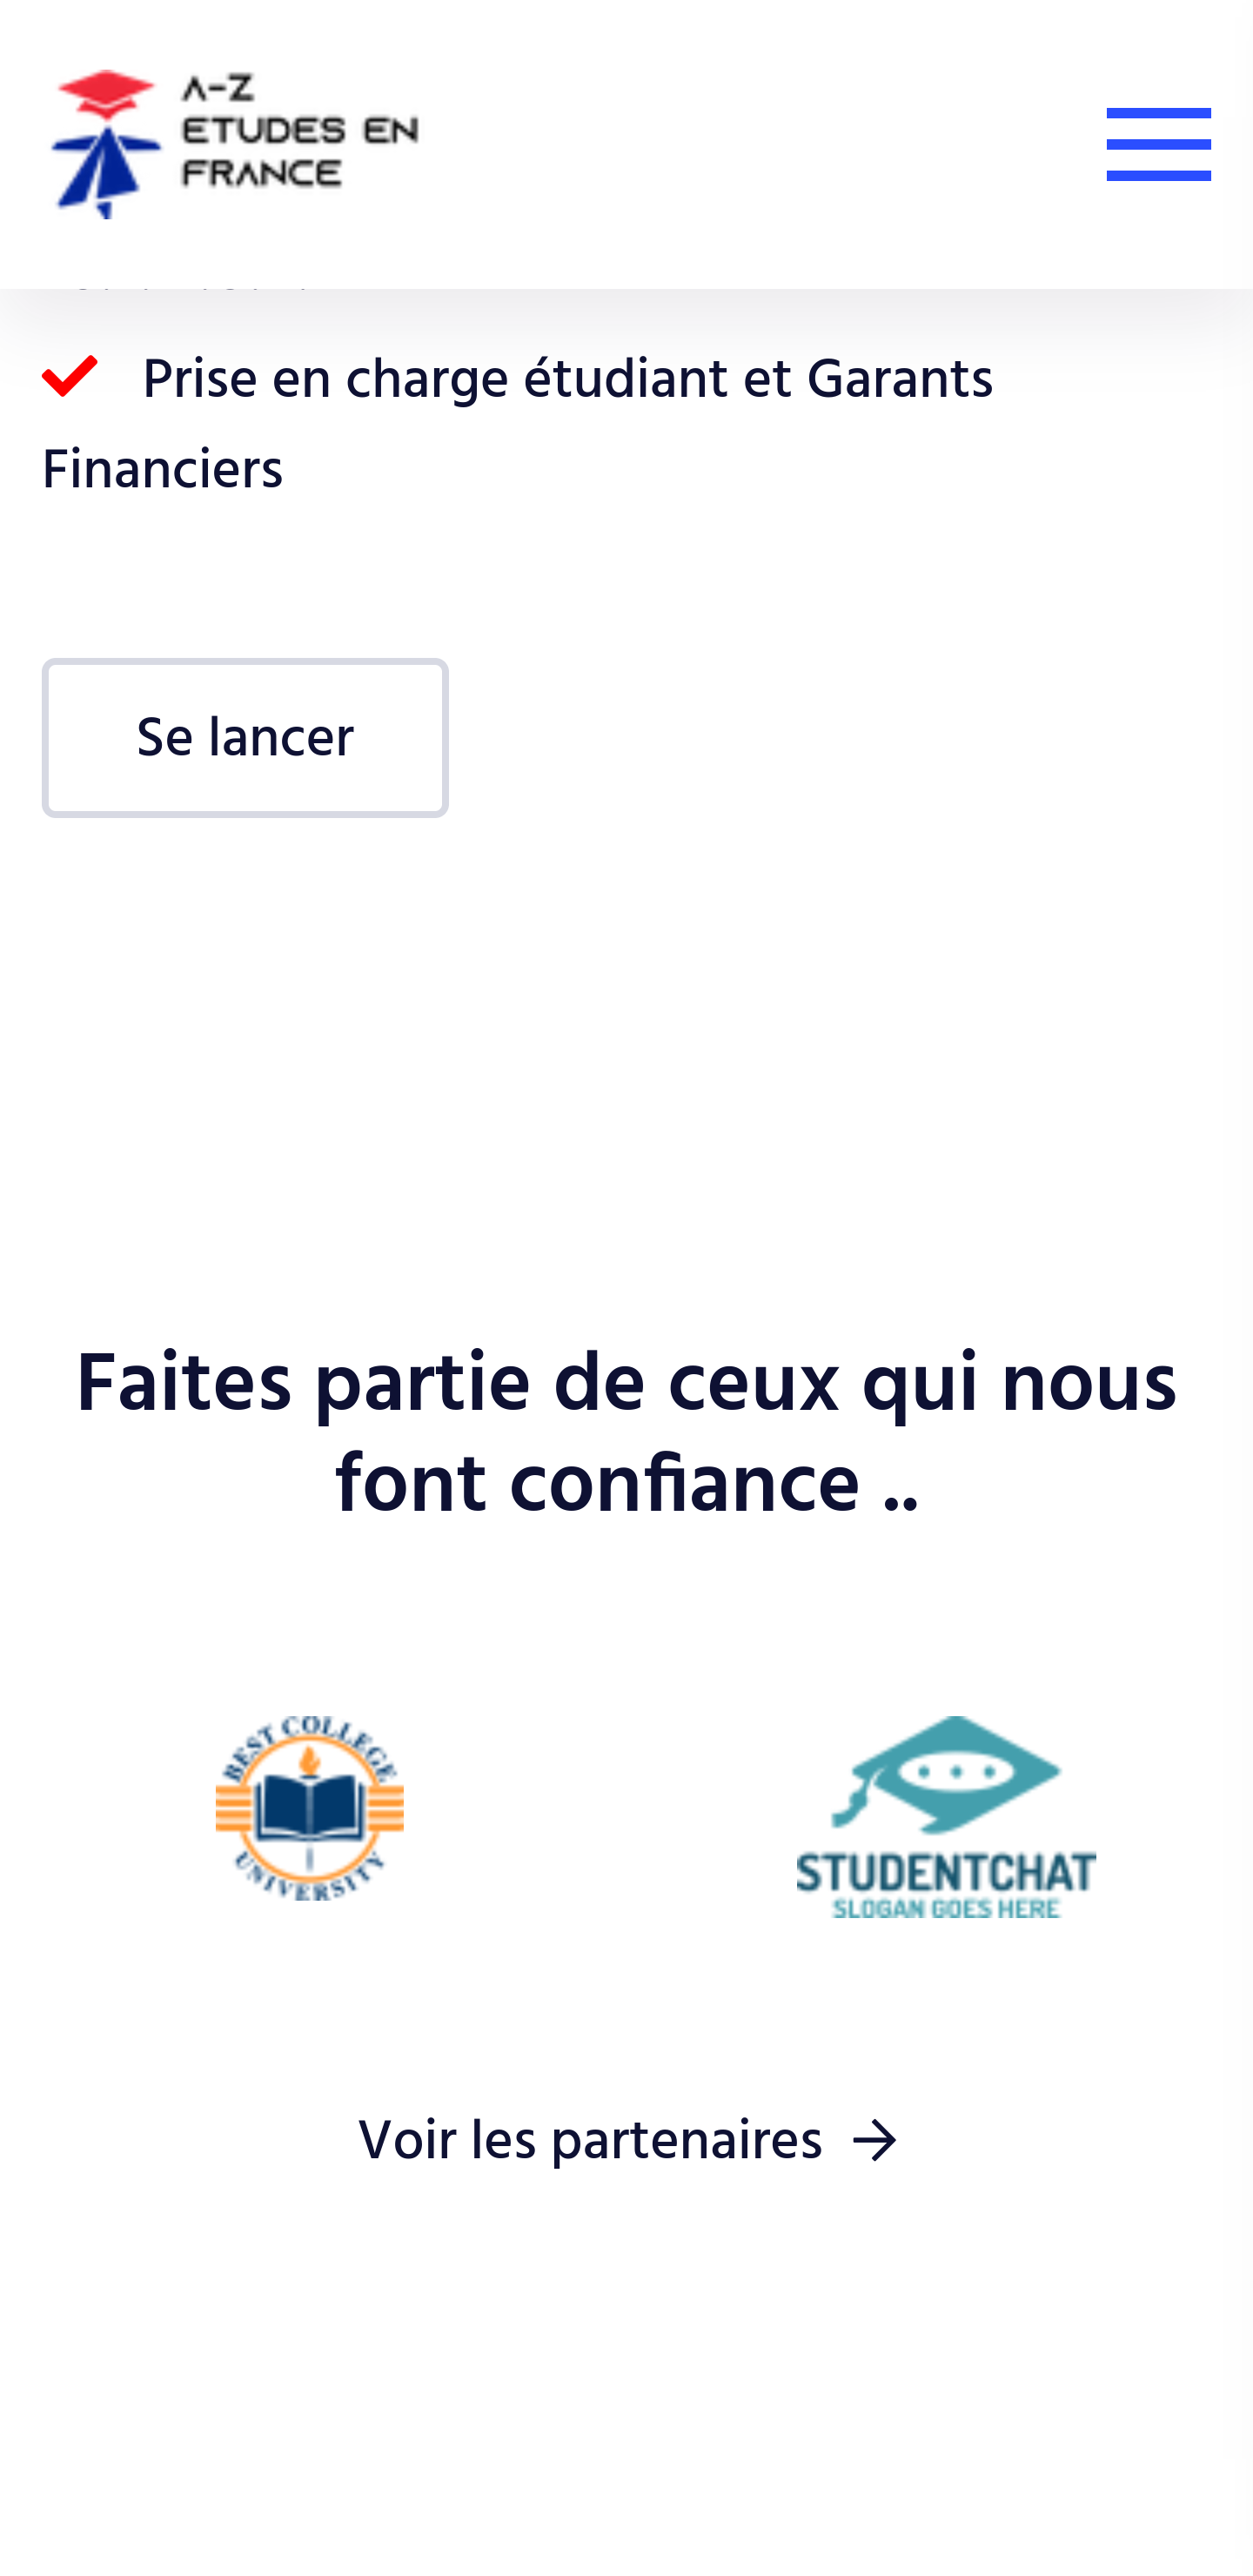 A-Z
ETUDES EN
FRANCE
Prise en charge étudiant et Garants
Financiers
Se lancer
Faites partie de ceux qui nous
font confiance ..
BEST COLLEGE
UNIVERSITY
STUDENTCHAT
SLOGAN GOES HERE
Voir les partenaires